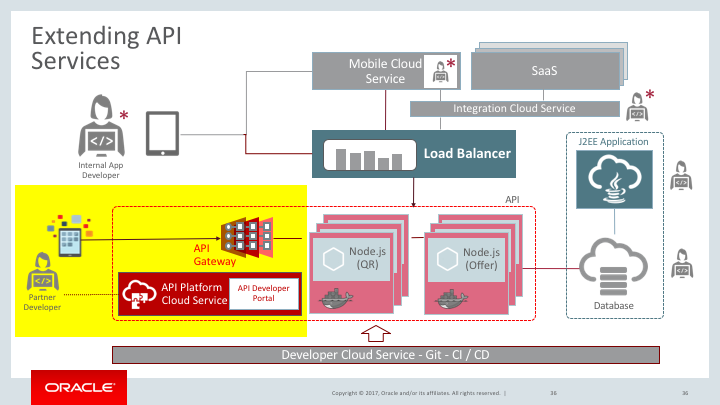 Extending API
Services
Mobile Cloud
Service
*
SaaS
Integration Cloud Service
*
*
</>
Internal App
Developer
Load Balancer
J2EE Application
API
API
Gateway
Node.js
(QR)
Node.js
(Offer)
Partner
Developer
API Platform
Cloud Service
API Developer
Portal
Database
Developer Cloud Service - Git - CI / CD
ORACLE
Copyright © 2017, Oracle and/or its affiliates. All rights reserved. |
36
36